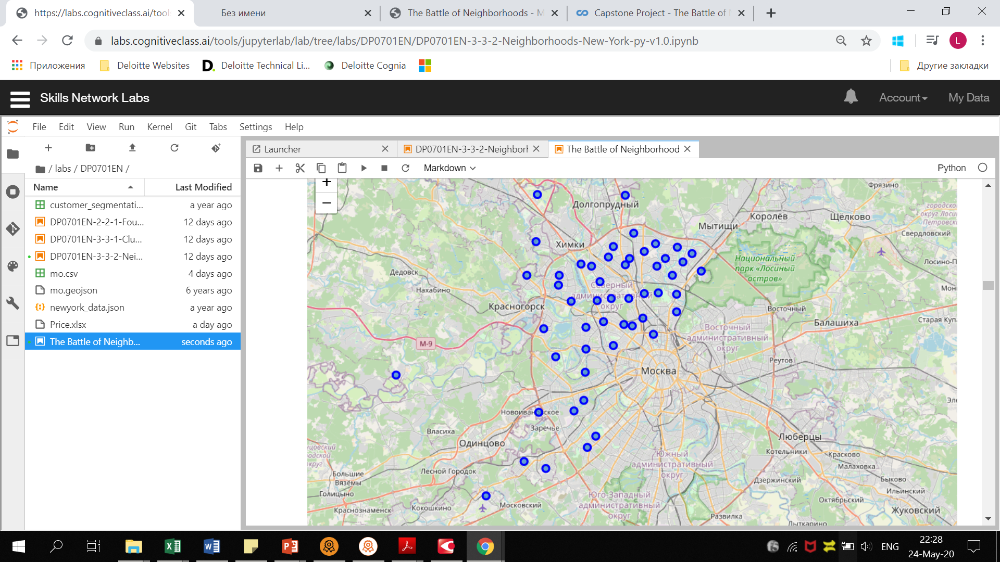 https://labs.cognitiveclass.ai/tool
Без имени
The Battle of Neighborhoods - M
Capstone Project - The Battle of N
labs.cognitiveclass.ai/tools/jupyterlab/lab/tree/labs/DP0701EN/DP0701EN-3-3-2-Neighborhoods-New-York-py-v1.0.ipynb
L
Приложения
Deloitte Websites
D.
Deloitte Technical Li...
Deloitte Cognia
Другие закладки
Skills Network Labs
Account
My Data
File Edit View Run Kernel Git Tabs Settings Help
Launcher
DP0701EN-3-3-2-Neighborh
The Battle of Neighborhood
/ labs / DP0701EN /
Markdown
Python
Name
Last Modified
customer_segmentati... a year ago
DP0701EN-2-2-1-Fou... 12 days ago
DP0701EN-3-3-1-Clu... 12 days ago
DP0701EN-3-3-2-Nei... 12 days ago
mo.csv 4 days ago
mo.geojson 6 years ago
newyork_data.json a year ago
Price.xlsx a day ago
The Battle of Neighb... seconds ago
+
−
Фрязино
Долгопрудный
Королёв
Щёлково
городско
округ Лоси
Петровски
Мытищи
Свердловский
Химки
Национальный
парк «Лосиный
остров»
Лосино-П
Дедовск
Нахабино
Северный
административный
округ
Мон
Красногорск
Восточный
Балашиха
Старая Купа
Восточный
административный
округ
М-9
Реутов
Москва
Новоивановское
Эле
Заречье
Власиха
Одинцово
Люберцы
цовский
родской
округ
Южный
административный
округ
Котельники
Красково
Малаховка
Лесной Городок
Большие
Вязёмы
Быково
Дзержинский
Голицыно
Ильинский
Юго-Западный
административный
округ
Октябрьский
Кокошкино
Московский
Краснознаменск
Жуковский
Развилка
Лыткарино
ENG
22:28
24-May-20